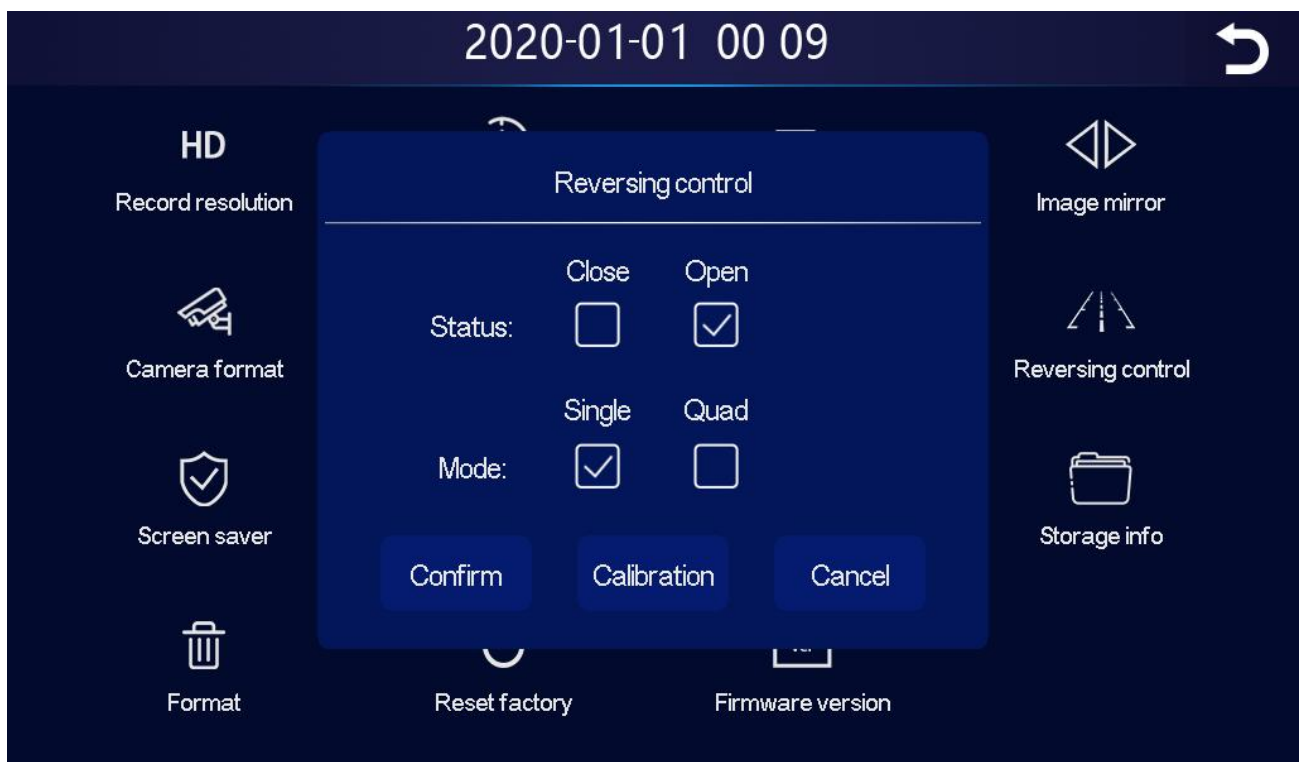 2020-01-01 00 09
HD
Record resolution
Image mirror
Reversing control
Close Open
Status:
Camera format
Reversing control
Single Quad
Mode:
Screen saver
Storage info
Confirm Calibration Cancel
Format
Reset factory
Firmware version